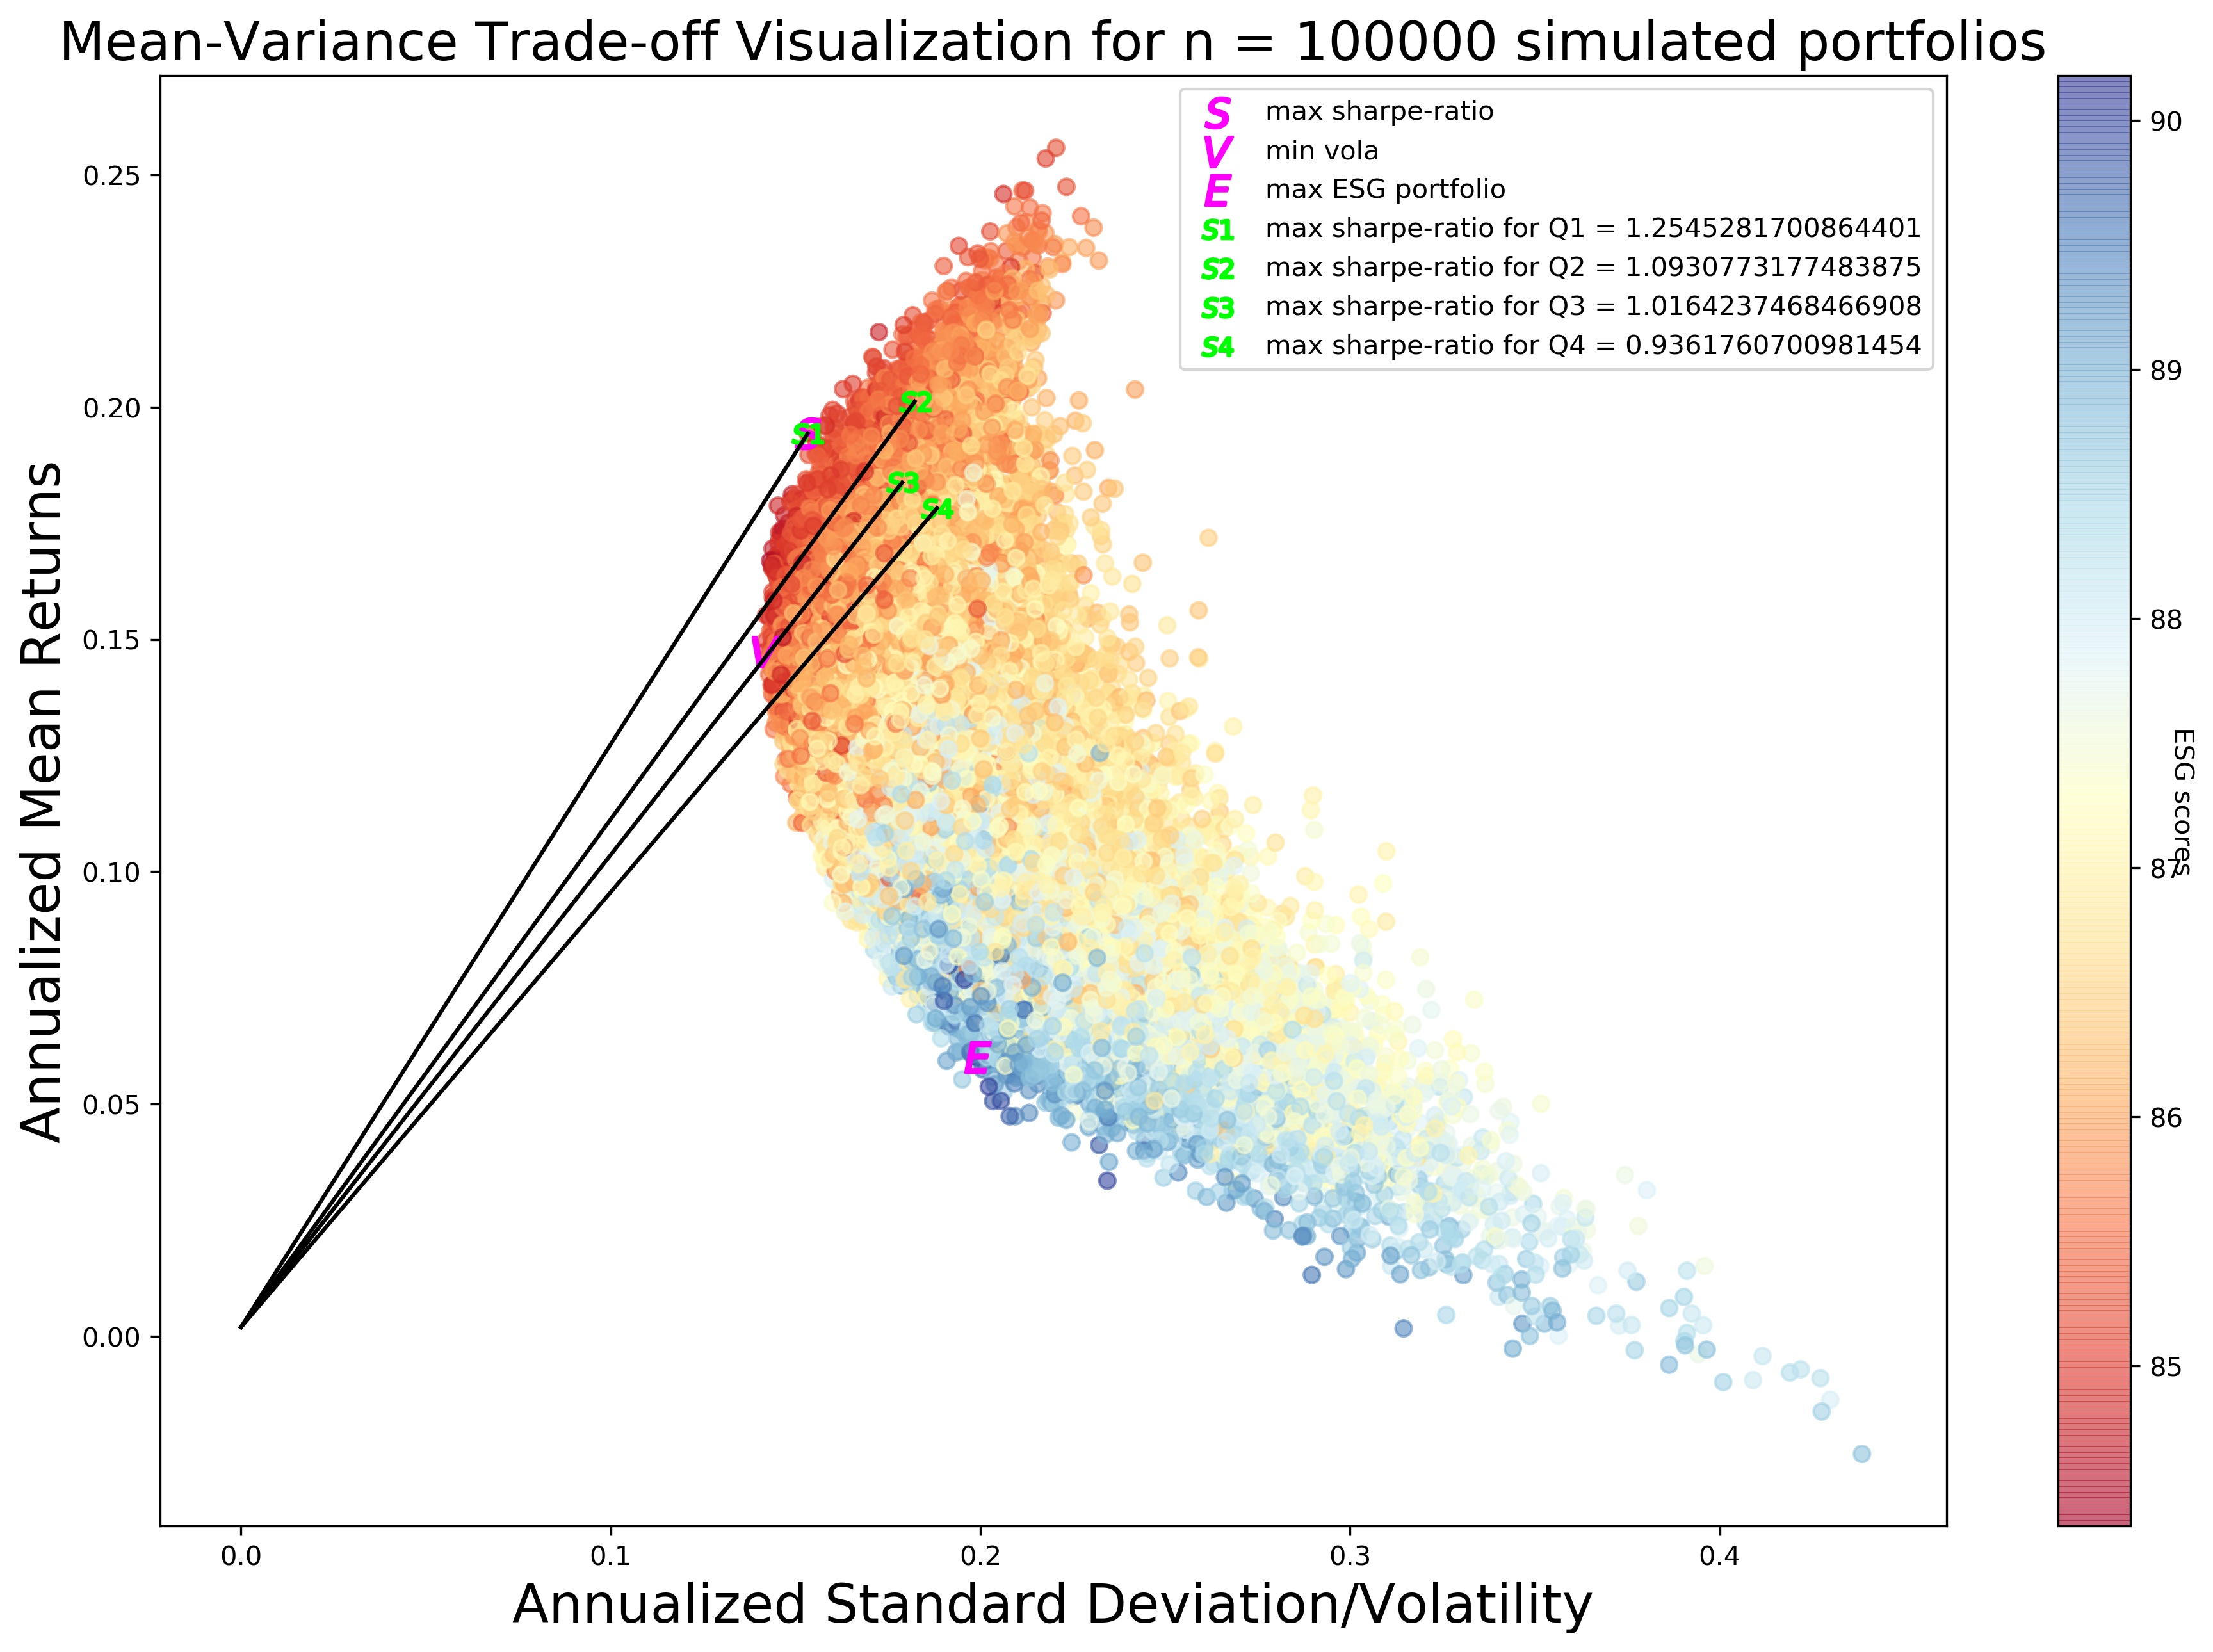 Mean-Variance Trade-off Visualization for n = 100000 simulated portfolios
S max sharpe-ratio
V min vola
E max ESG portfolio
S1 max sharpe-ratio for Q1 = 1.2545281700864401
S2 max sharpe-ratio for Q2 = 1.0930773177483875
S3 max sharpe-ratio for Q3 = 1.0164237468466908
S4 max sharpe-ratio for Q4 = 0.9361760700981454
Annualized Mean Returns
0.25
0.20
0.15
0.10
0.05
0.00
S
S1
S2
S3
S4
V
E
0.0 0.1 0.2 0.3 0.4
Annualized Standard Deviation/Volatility
90
89
88
87
86
85
ESG scores